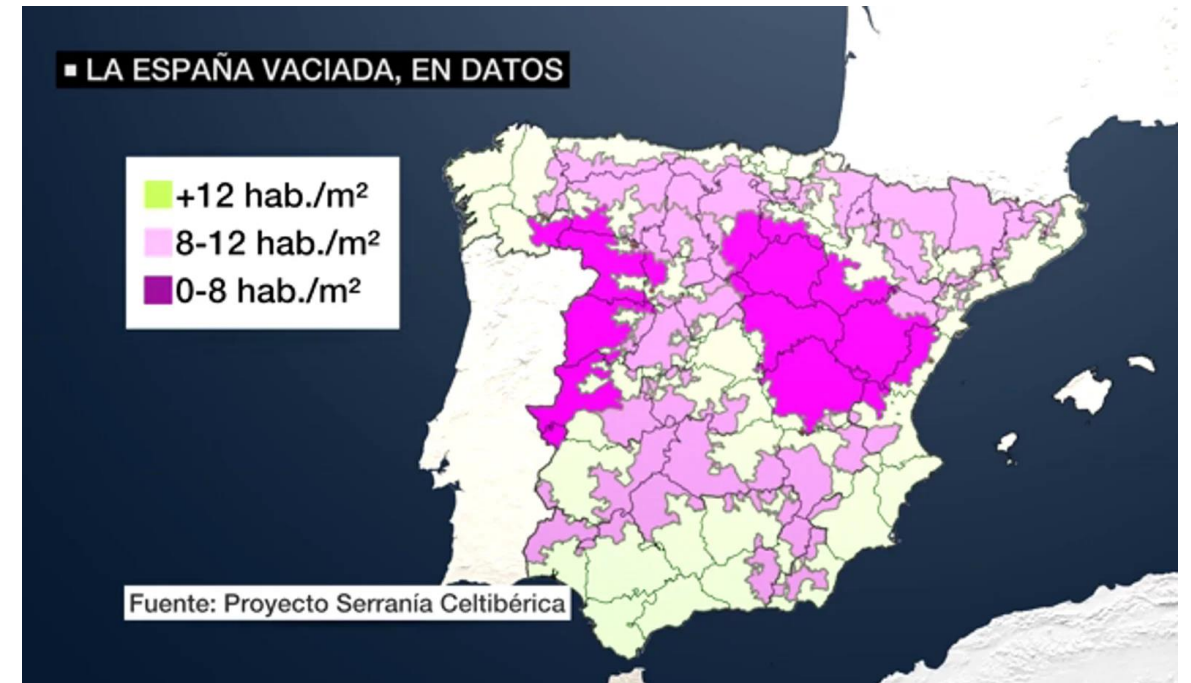 LA ESPAÑA VACIADA, EN DATOS
+12 hab./m²
8-12 hab./m²
0-8 hab./m²
Fuente: Proyecto Serranía Celtibérica